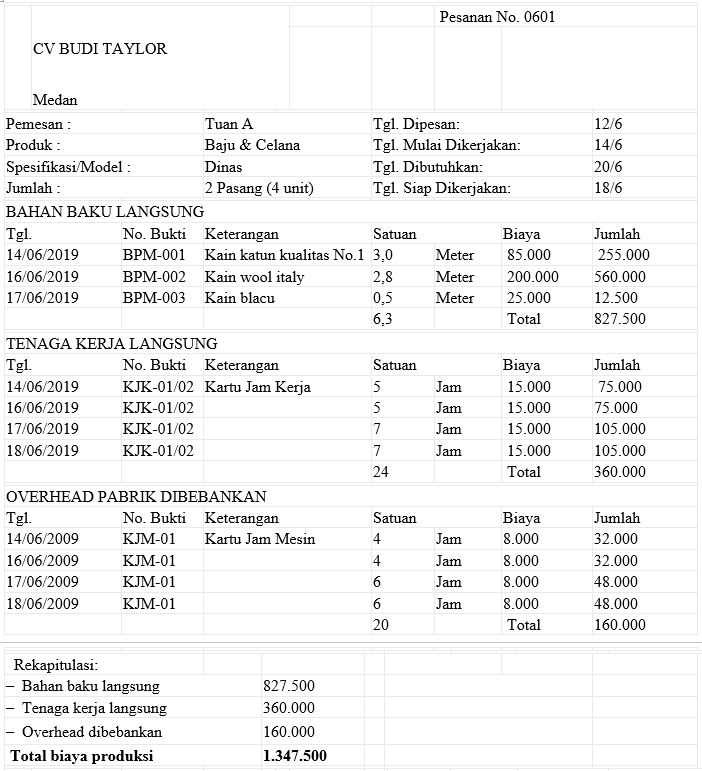 Pesanan No. 0601
CV BUDI TAYLOR
Medan
Pemesan : Tuan A Tgl. Dipesan: 12/6
Produk : Baju & Celana Tgl. Mulai Dikerjakan: 14/6
Spesifikasi/Model : Dinas Tgl. Dibutuhkan: 20/6
Jumlah : 2 Pasang (4 unit) Tgl. Siap Dikerjakan: 18/6
BAHAN BAKU LANGSUNG
Tgl. No. Bukti Keterangan Satuan Biaya Jumlah
14/06/2019 BPM-001 Kain katun kualitas No.1 3,0 Meter 85.000 255.000
16/06/2019 BPM-002 Kain wool italy 2,8 Meter 200.000 560.000
17/06/2019 BPM-003 Kain blacu 0,5 Meter 25.000 12.500
6,3 Total 827.500
TENAGA KERJA LANGSUNG
Tgl. No. Bukti Keterangan Satuan Biaya Jumlah
14/06/2019 KJK-01/02 Kartu Jam Kerja 5 Jam 15.000 75.000
16/06/2019 KJK-01/02 5 Jam 15.000 75.000
17/06/2019 KJK-01/02 7 Jam 15.000 105.000
18/06/2019 KJK-01/02 7 Jam 15.000 105.000
24 Total 360.000
OVERHEAD PABRIK DIBEBANKAN
Tgl. No. Bukti Keterangan Satuan Biaya Jumlah
14/06/2009 KJM-01 Kartu Jam Mesin 4 Jam 8.000 32.000
16/06/2009 KJM-01 4 Jam 8.000 32.000
17/06/2009 KJM-01 6 Jam 8.000 48.000
18/06/2009 KJM-01 6 Jam 8.000 48.000
20 Total 160.000
Rekapitulasi:
– Bahan baku langsung 827.500
– Tenaga kerja langsung 360.000
– Overhead dibebankan 160.000
Total biaya produksi 1.347.500